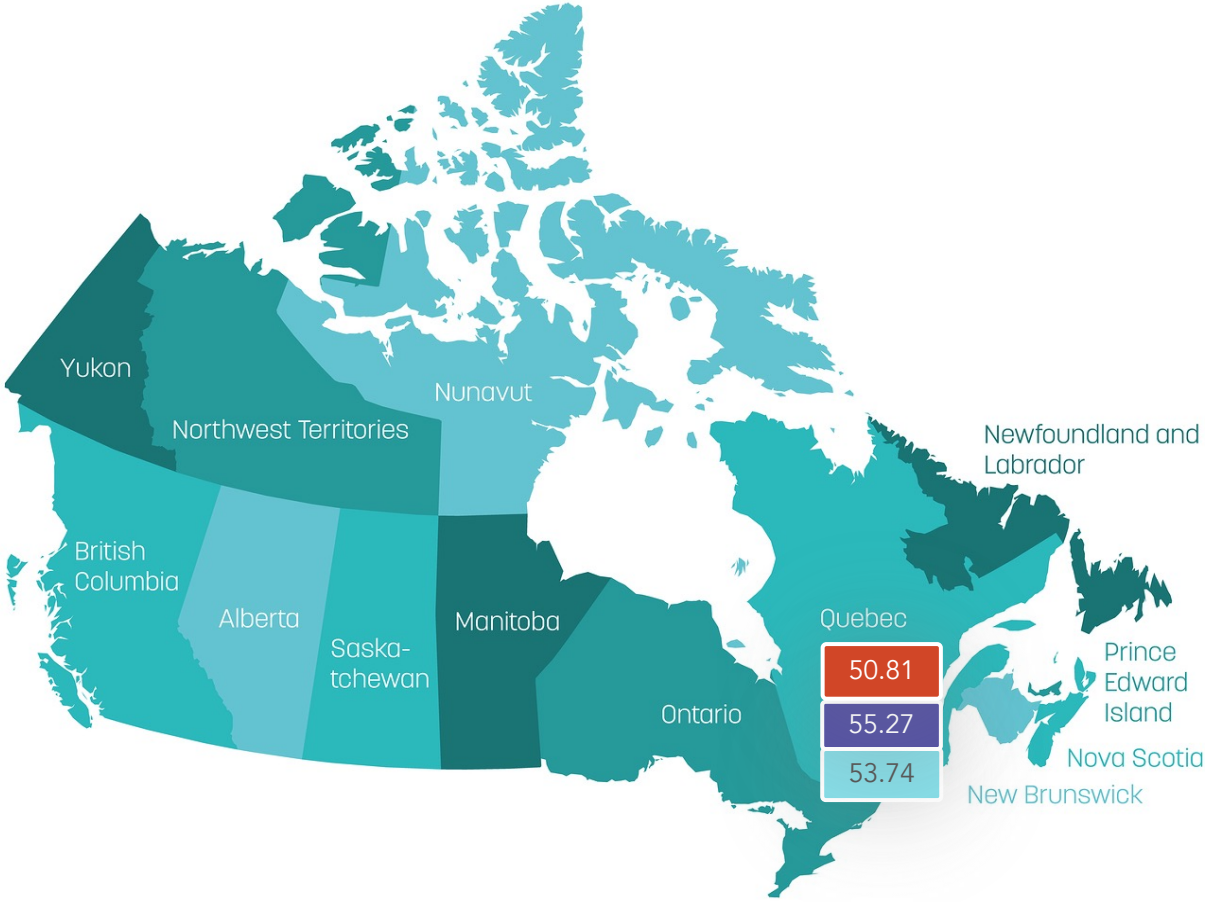 Yukon
Northwest Territories
Nunavut
Newfoundland and
Labrador
British
Columbia
Alberta
Saska-
tchewan
Manitoba
Ontario
Quebec
50.81
55.27
53.74
Prince
Edward
Island
Nova Scotia
New Brunswick